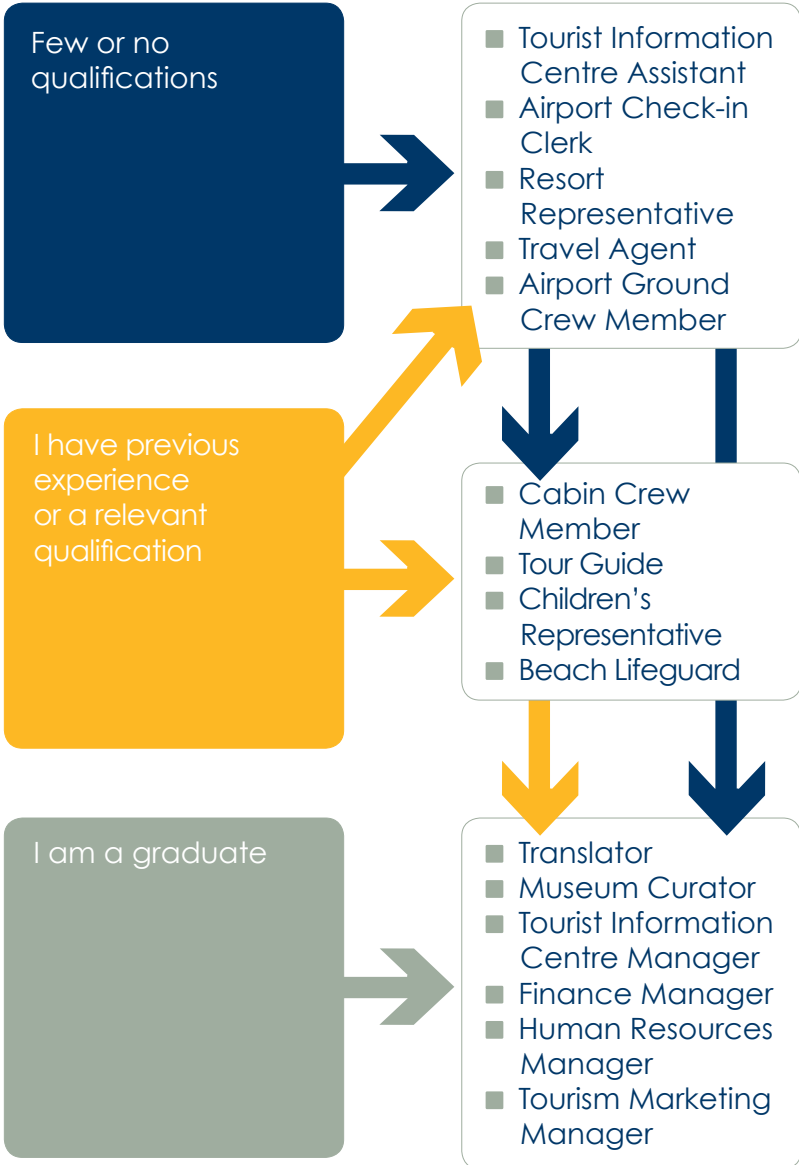 Few or no
qualifications
Tourist Information
Centre Assistant
Airport Check-in
Clerk
Resort
Representative
Travel Agent
Airport Ground
Crew Member
I have previous
experience
or a relevant
qualification
Cabin Crew
Member
Tour Guide
Children’s
Representative
Beach Lifeguard
I am a graduate
Translator
Museum Curator
Tourist Information
Centre Manager
Finance Manager
Human Resources
Manager
Tourism Marketing
Manager